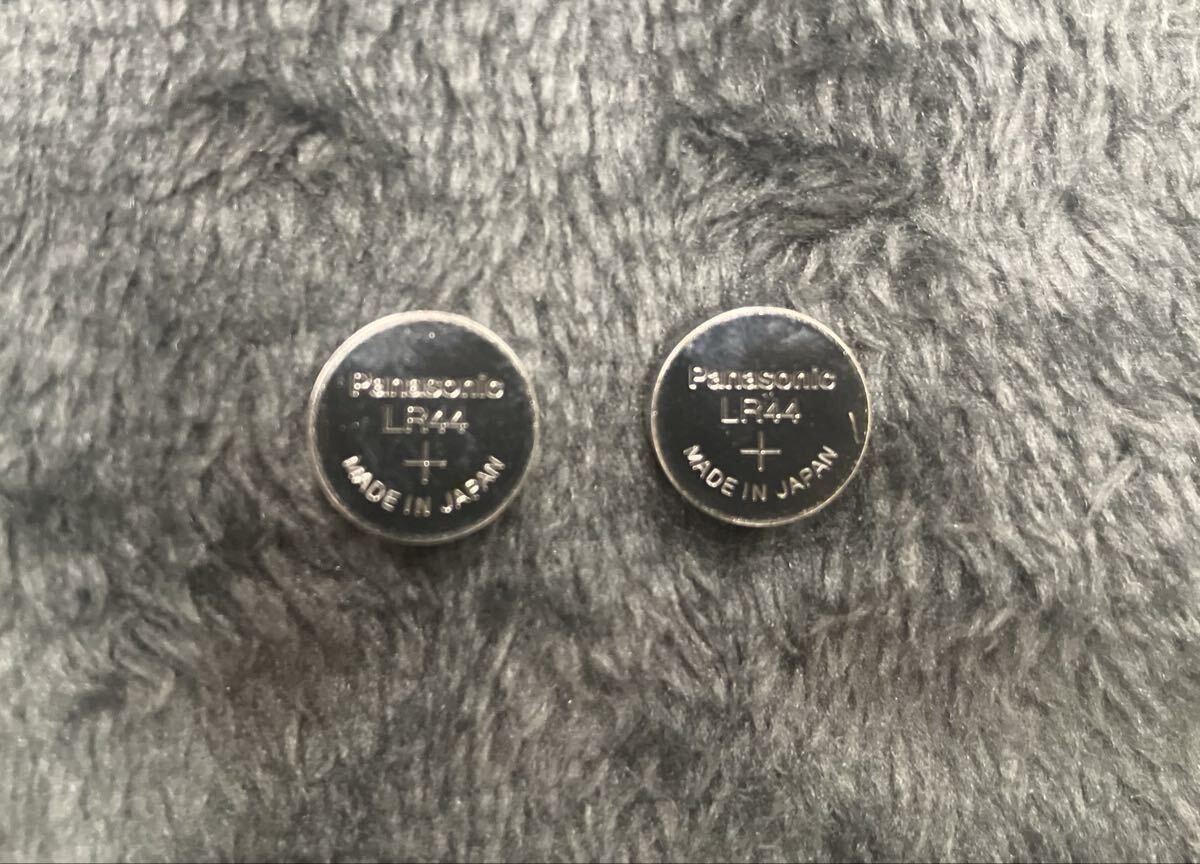 Panasonic
LR44
+
MADE IN JAPAN
Panasonic
LR44
+
MADE IN JAPAN